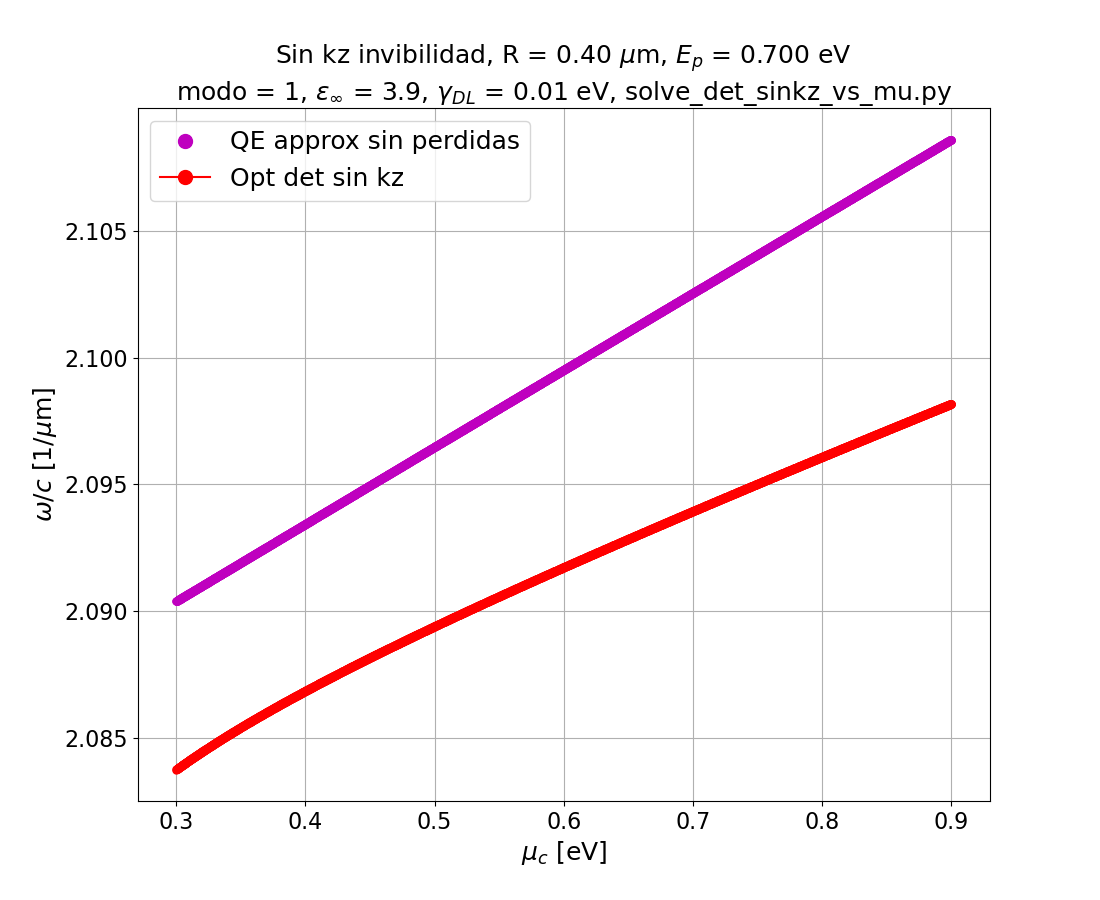 Sin kz invibilidad, R = 0.40 μm, $E_p$ = 0.700 eV
modo = 1, $ε_∞$ = 3.9, $γ_{DL}$ = 0.01 eV, solve_det_sinkz_vs_mu.py
QE approx sin perdidas
Opt det sin kz
ω/c [1/μm]
2.105
2.100
2.095
2.090
2.085
0.3 0.4 0.5 0.6 0.7 0.8 0.9
$μ_c$ [eV]